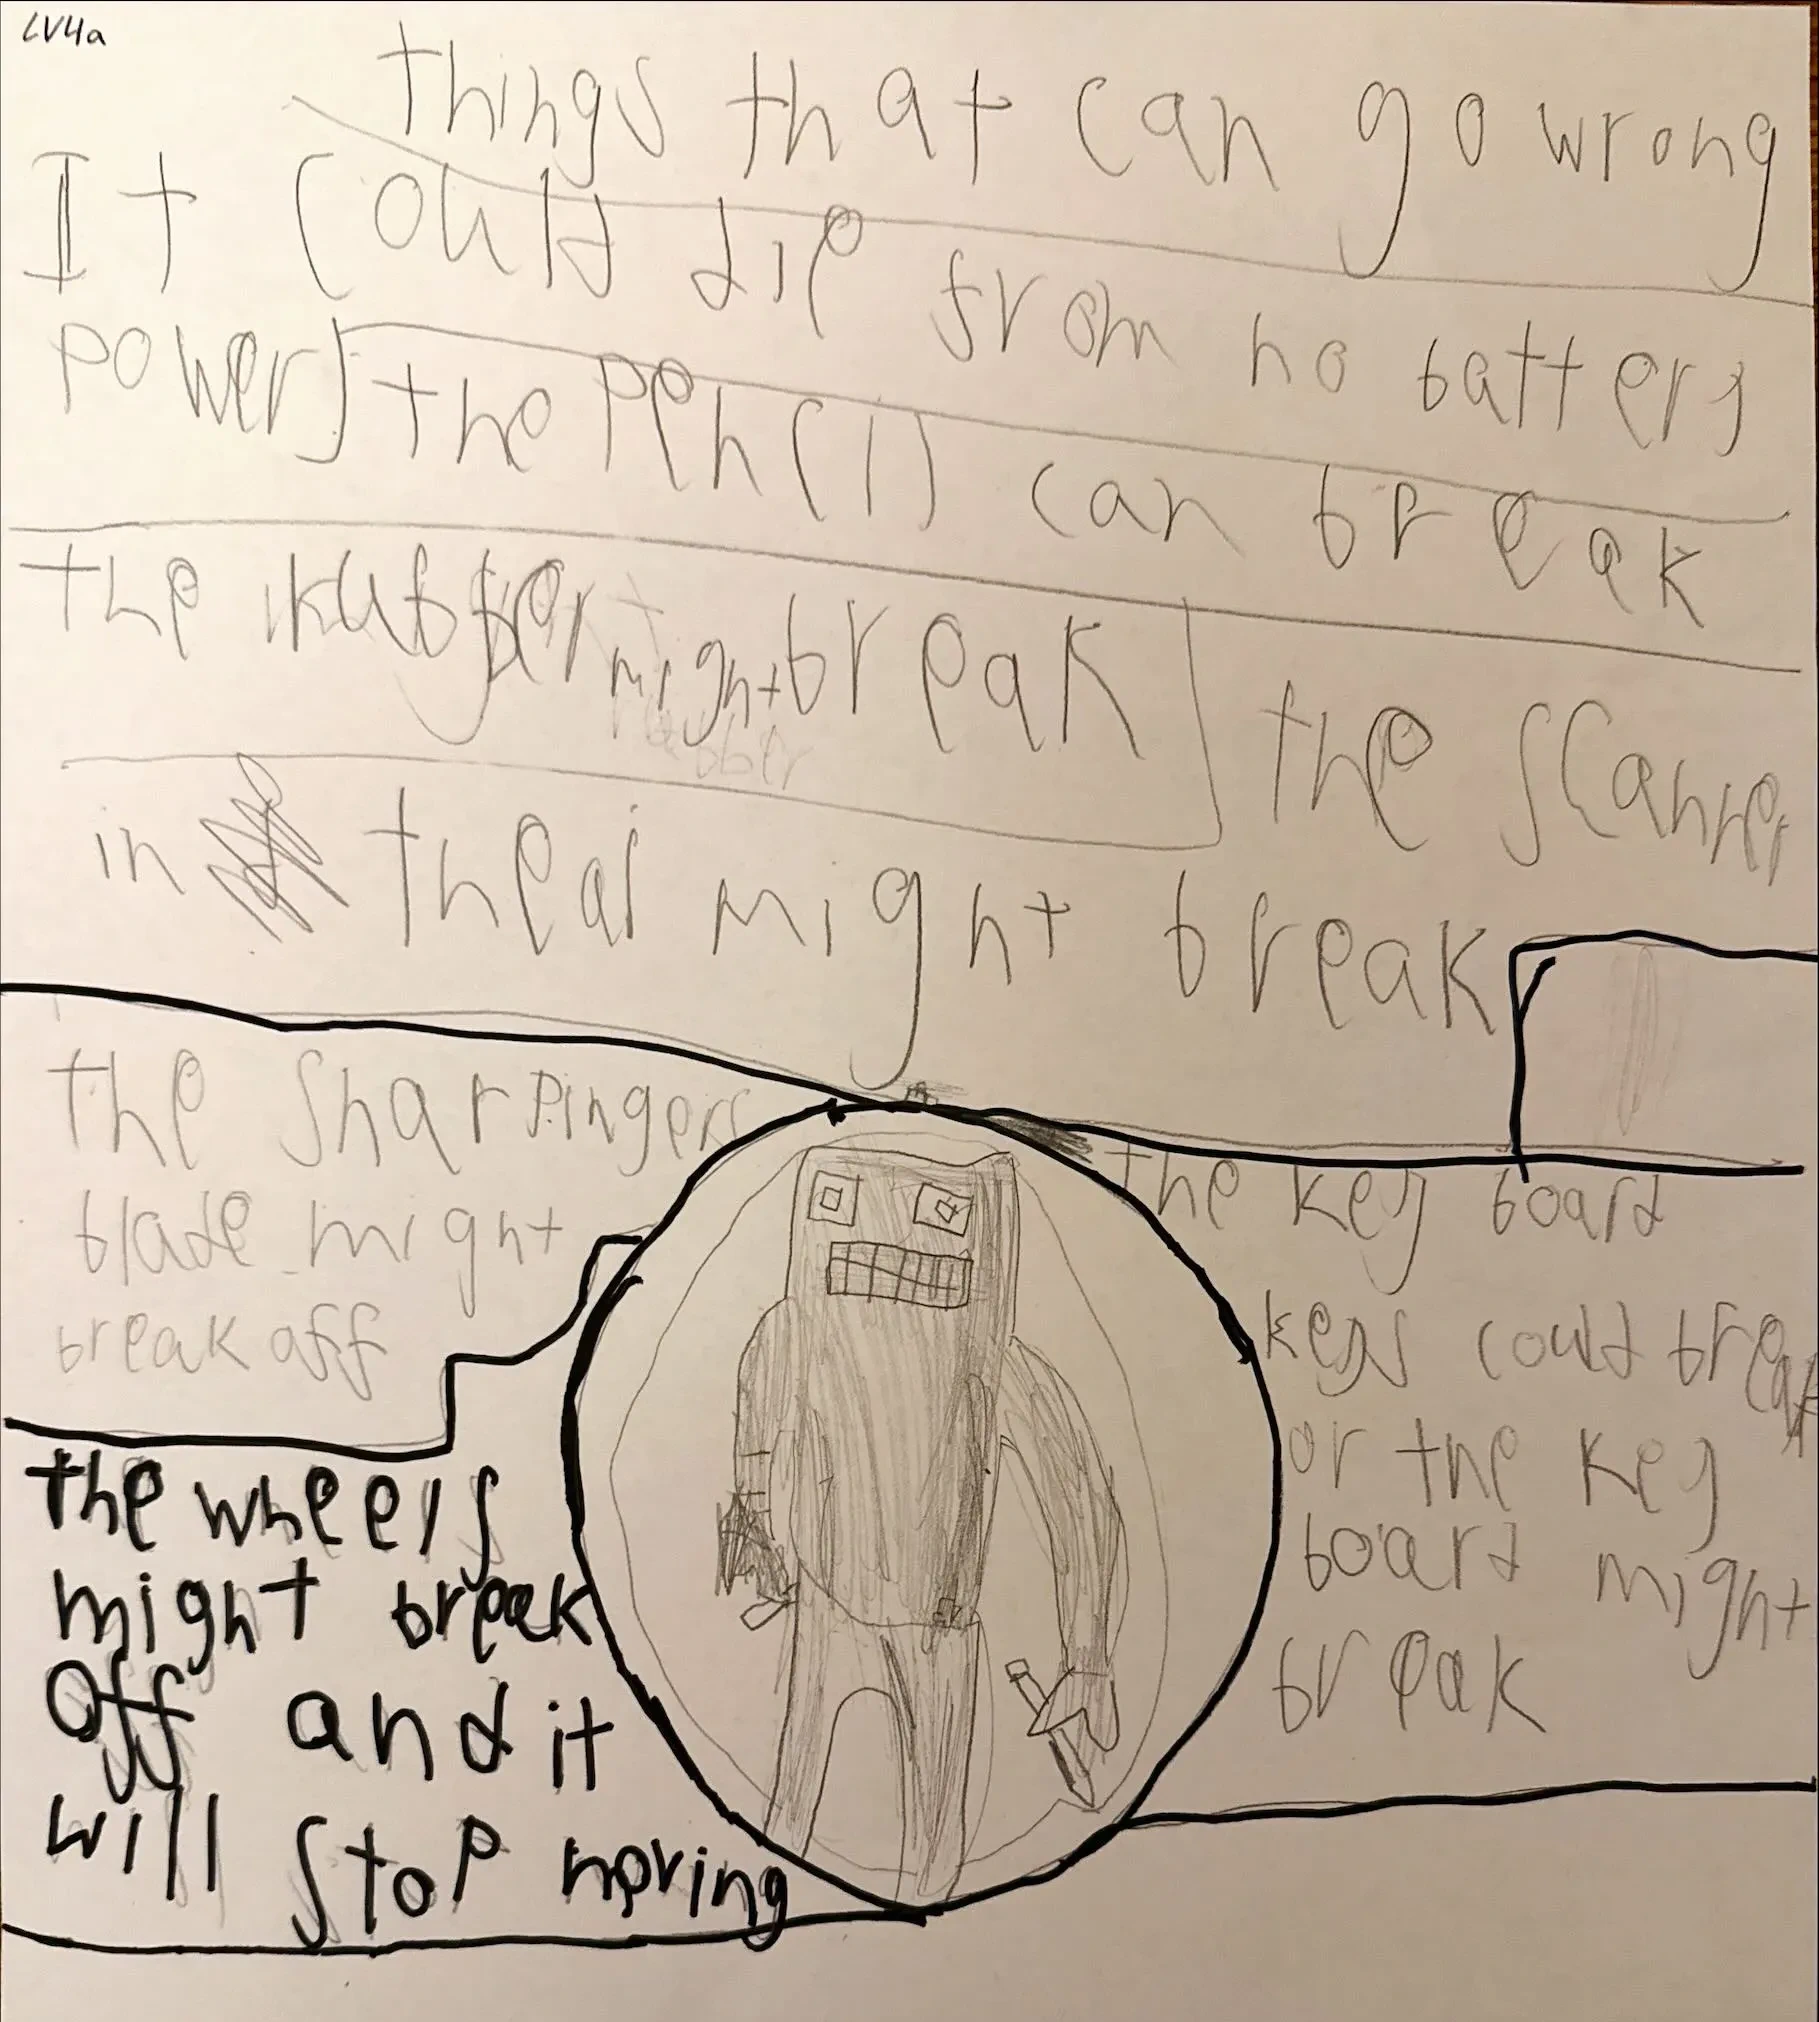 LV4a
things that can go wrong
It could die from no battery
power
the pencil can break
the rubber might break
rubber
the scanner
in the
might break
the sharpingers
blade might
break off
the key board
keys could break
or the key
board might
break
the wheels
might break
off and it
will stop moving